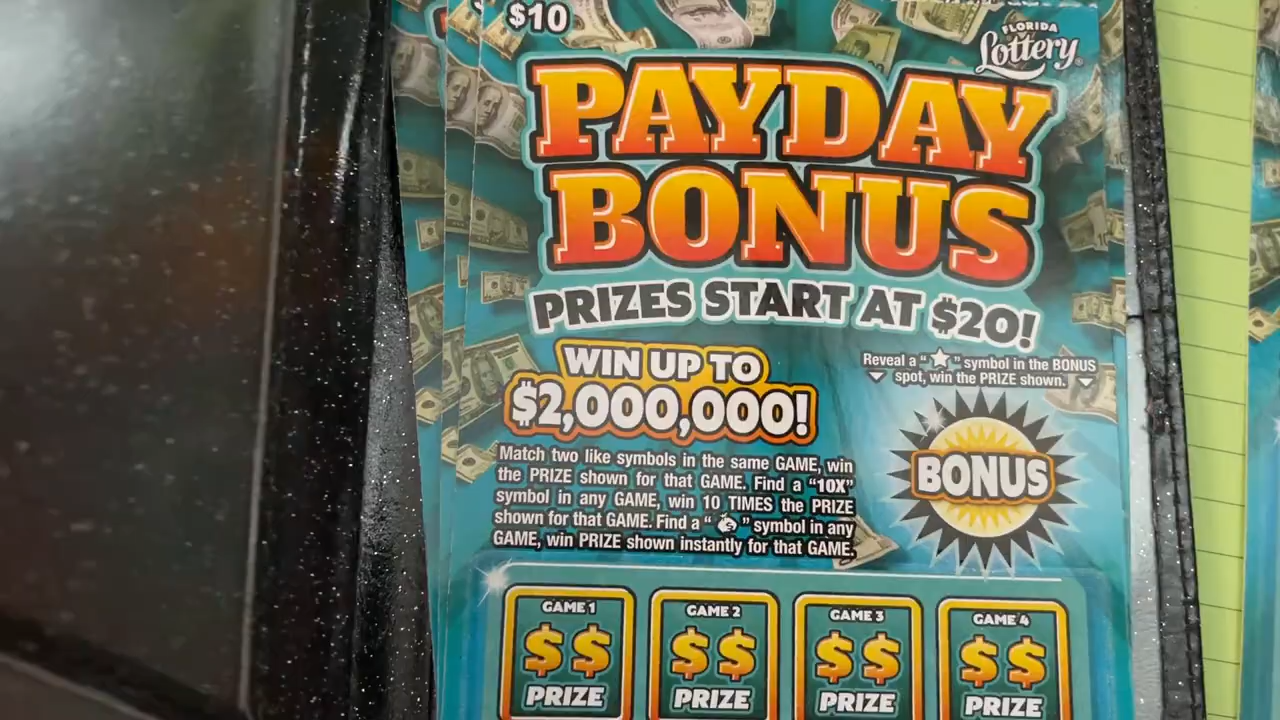 $10
FLORIDA
Lottery
PAYDAY
BONUS
PRIZES START AT $20!
WIN UP TO
$2,000,000!
Reveal a "☆" symbol in the BONUS
spot, win the PRIZE shown.
BONUS
Match two like symbols in the same GAME, win
the PRIZE shown for that GAME. Find a "10X"
symbol in any GAME, win 10 TIMES the PRIZE
shown for that GAME. Find a " " symbol in any
GAME, win PRIZE shown instantly for that GAME.
GAME 1 GAME 2 GAME 3 GAME 4
$$ $$ $$ $$
PRIZE PRIZE PRIZE PRIZE